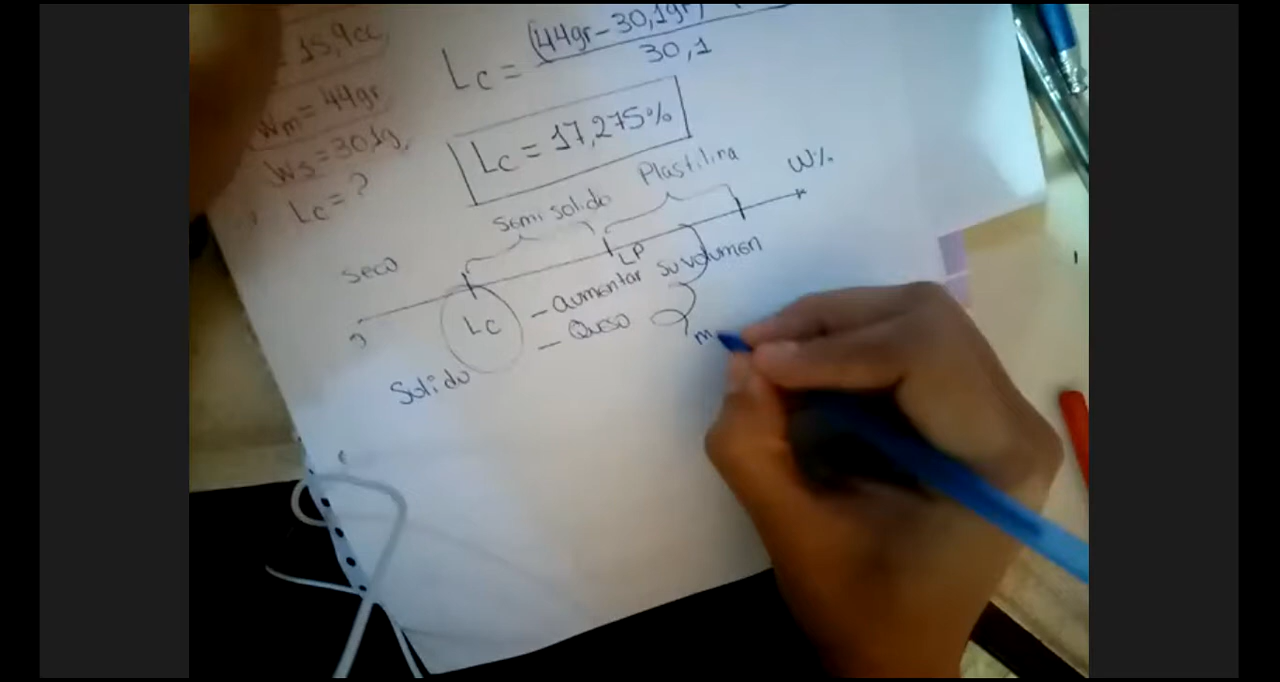 = 15,9cc
Wm = 44gr
Ws = 30,1g,
Lc = ?
Lc = (44gr - 30,1gr)
30,1
Lc = 17,275%
Plastilina
W%
Semi solido
Seco
LP
Lc
- aumentar su volumen
- Queso
m
Solido